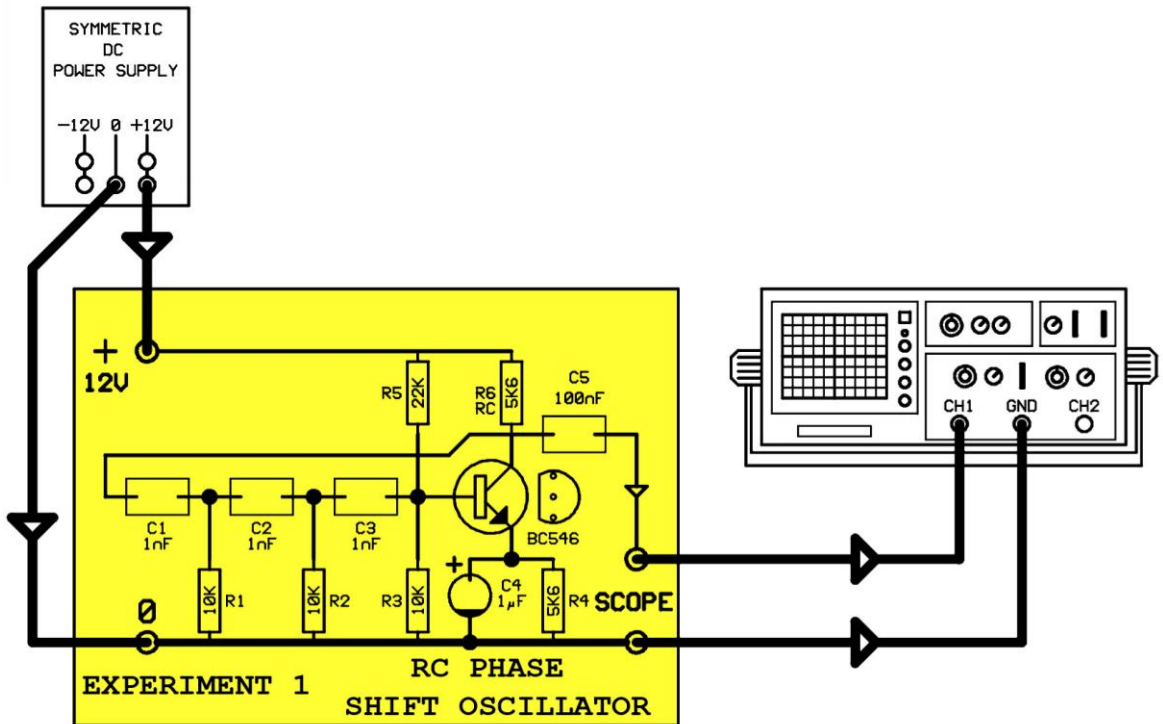 SYMMETRIC
DC
POWER SUPPLY
-12V 0 +12V
+
12V
R5
22K
R6
RC
5K6
C5
100nF
C1
1nF
C2
1nF
C3
1nF
BC546
10K
R1
10K
R2
R3
10K
+
C4
1µF
5K6
R4
SCOPE
0
EXPERIMENT 1
RC PHASE
SHIFT OSCILLATOR
CH1
GND
CH2